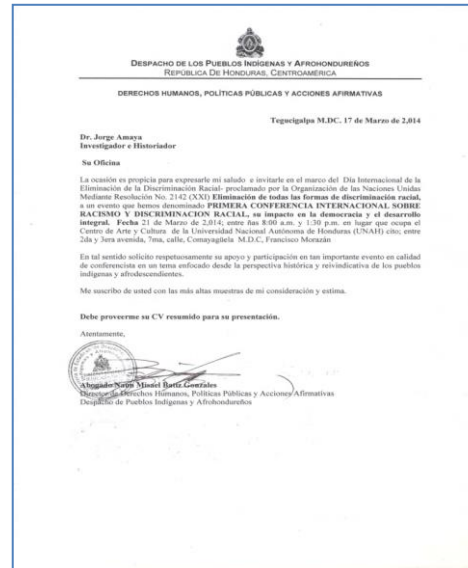 DESPACHO DE LOS PUEBLOS INDÍGENAS Y AFROHONDUREÑOS
REPÚBLICA DE HONDURAS, CENTROAMÉRICA
DERECHOS HUMANOS, POLÍTICAS PÚBLICAS Y ACCIONES AFIRMATIVAS
Tegucigalpa M.DC. 17 de Marzo de 2,014
Dr. Jorge Amaya
Investigador e Historiador
Su Oficina
La ocasión es propicia para expresarle mi saludo e invitarle en el marco del Día Internacional de la
Eliminación de la Discriminación Racial- proclamado por la Organización de las Naciones Unidas
Mediante Resolución No. 2142 (XXI) Eliminación de todas las formas de discriminación racial,
a un evento que hemos denominado PRIMERA CONFERENCIA INTERNACIONAL SOBRE
RACISMO Y DISCRIMINACION RACIAL, su impacto en la democracia y el desarrollo
integral. Fecha 21 de Marzo de 2,014; entre ñas 8:00 a.m. y 1:30 p.m. en lugar que ocupa el
Centro de Arte y Cultura de la Universidad Nacional Autónoma de Honduras (UNAH) cito; entre
2da y 3era avenida, 7ma, calle, Comayagüela M.D.C, Francisco Morazán
En tal sentido solicito respetuosamente su apoyo y participación en tan importante evento en calidad
de conferencista en un tema enfocado desde la perspectiva histórica y reivindicativa de los pueblos
indígenas y afrodescendientes.
Me suscribo de usted con las más altas muestras de mi consideración y estima.
Debe proveerme su CV resumido para su presentación.
Atentamente,
Abogado Misael Gonzales
Director de Derechos Humanos, Políticas Públicas y Acciones Afirmativas
Despacho de Pueblos Indígenas y Afrohondureños